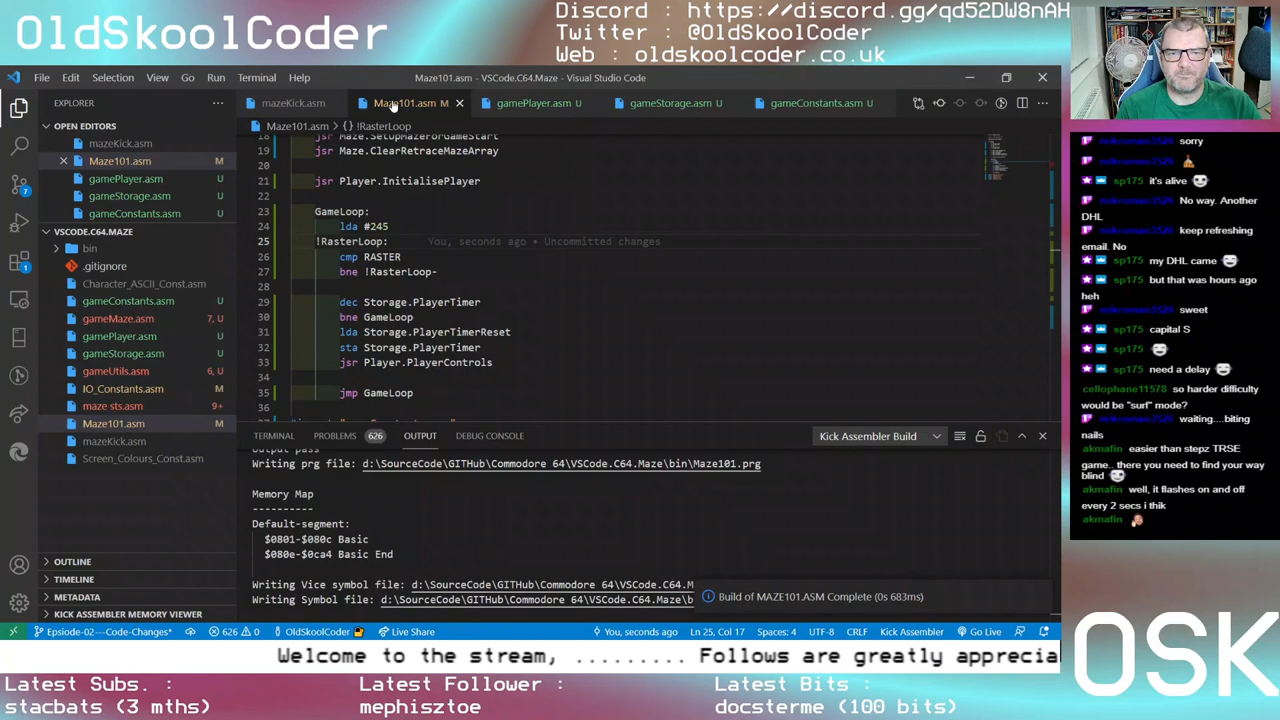 OldSkoolCoder
Discord : https://discord.gg/qd52DW8nAH
Twitter : @OldSkoolCoder
Web : oldskoolcoder.co.uk
File Edit Selection View Go Run Terminal Help
Maze101.asm - VSCode.C64.Maze - Visual Studio Code
EXPLORER
mazeKick.asm
Maze101.asm M
gamePlayer.asm U
gameStorage.asm U
gameConstants.asm U
OPEN EDITORS
mazeKick.asm
Maze101.asm M
gamePlayer.asm U
gameStorage.asm U
gameConstants.asm U
VSCODE.C64.MAZE
bin
.gitignore
Character_ASCII_Const.asm
gameConstants.asm U
gameMaze.asm 7, U
gamePlayer.asm U
gameStorage.asm U
gameUtils.asm 6, U
IO_Constants.asm M
maze sts.asm 9+
Maze101.asm M
mazeKick.asm
Screen_Colours_Const.asm
OUTLINE
TIMELINE
METADATA
KICK ASSEMBLER MEMORY VIEWER
Maze101.asm > {} !RasterLoop
18 jsr Maze.SetupMazeForGameStart
19 jsr Maze.ClearRetraceMazeArray
20
21 jsr Player.InitialisePlayer
22
23 GameLoop:
24 lda #245
25 !RasterLoop: You, seconds ago • Uncommitted changes
26 cmp RASTER
27 bne !RasterLoop-
28
29 dec Storage.PlayerTimer
30 bne GameLoop
31 lda Storage.PlayerTimerReset
32 sta Storage.PlayerTimer
33 jsr Player.PlayerControls
34
35 jmp GameLoop
36
TERMINAL PROBLEMS 626 OUTPUT DEBUG CONSOLE
Kick Assembler Build
Output pass
Writing prg file: d:\SourceCode\GITHub\Commodore 64\VSCode.C64.Maze\bin\Maze101.prg
Memory Map
----------
Default-segment:
$0801-$080c Basic
$080e-$0ca4 Basic End
Writing Vice symbol file: d:\SourceCode\GITHub\Commodore 64\VSCode.C64.M
Writing Symbol file: d:\SourceCode\GITHub\Commodore 64\VSCode.C64.Maze\b
Build of MAZE101.ASM Complete (0s 683ms)
Epsiode-02---Code-Changes*
626 0
OldSkoolCoder
Live Share
You, seconds ago
Ln 25, Col 17
Spaces: 4
UTF-8
CRLF
Kick Assembler
Go Live
sorry
sp175 it's alive
No way. Another
DHL
keep refreshing
email. No
sp175 my DHL came
sp175 but that was hours ago
heh
sweet
sp175 capital S
sp175
sp175 need a delay
cellophane11578 so harder difficulty
would be "surf" mode?
waiting....biting
nails
akmafin easier than stepz TRSE
game.. there you need to find your way
blind
akmafin well, it flashes on and off
every 2 secs i thik
akmafin
OSK
Welcome to the stream, ......... Follows are greatly apprecia
Latest Subs. :
stacbats (3 mths)
Latest Follower :
mephisztoe
Latest Bits :
docsterme (100 bits)